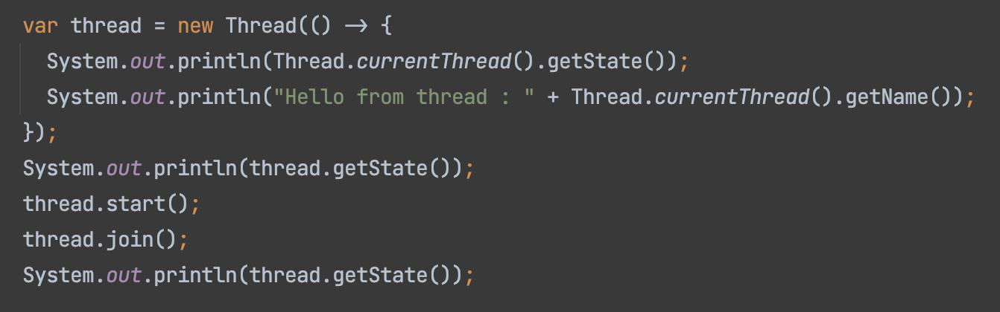 var thread = new Thread(() -> {
  System.out.println(Thread.currentThread().getState());
  System.out.println("Hello from thread : " + Thread.currentThread().getName());
});
System.out.println(thread.getState());
thread.start();
thread.join();
System.out.println(thread.getState());